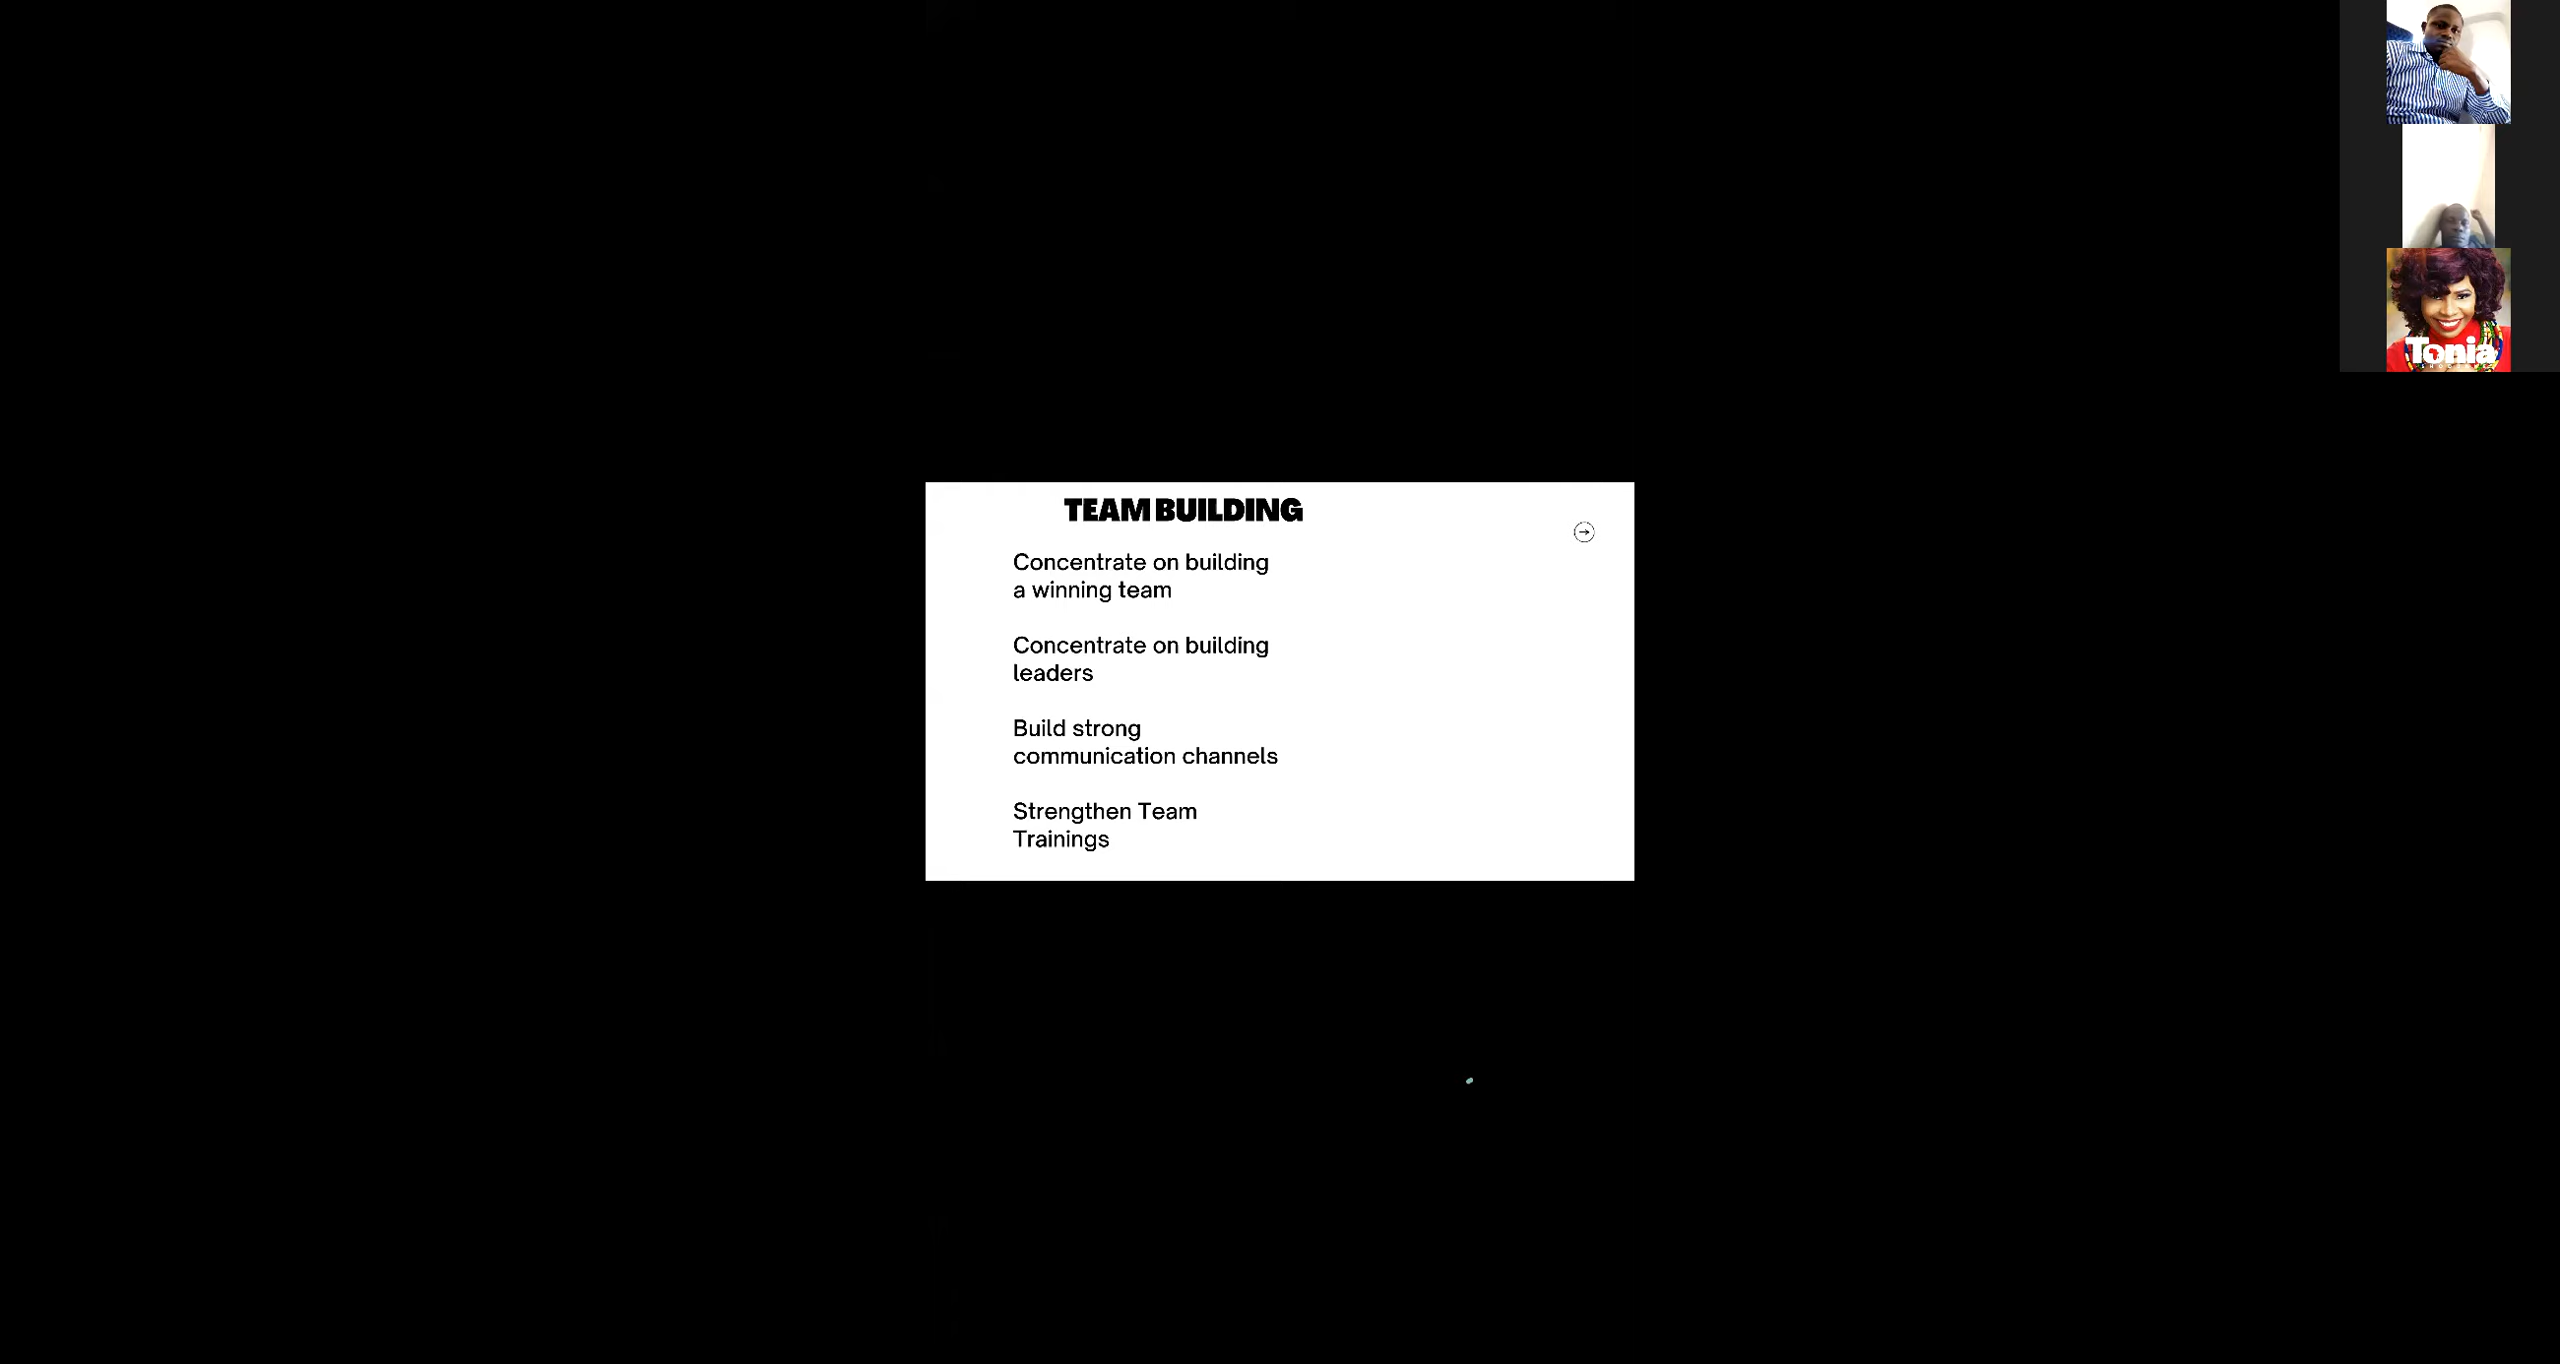 TEAM BUILDING
Concentrate on building
a winning team
Concentrate on building
leaders
Build strong
communication channels
Strengthen Team
Trainings
Tonia